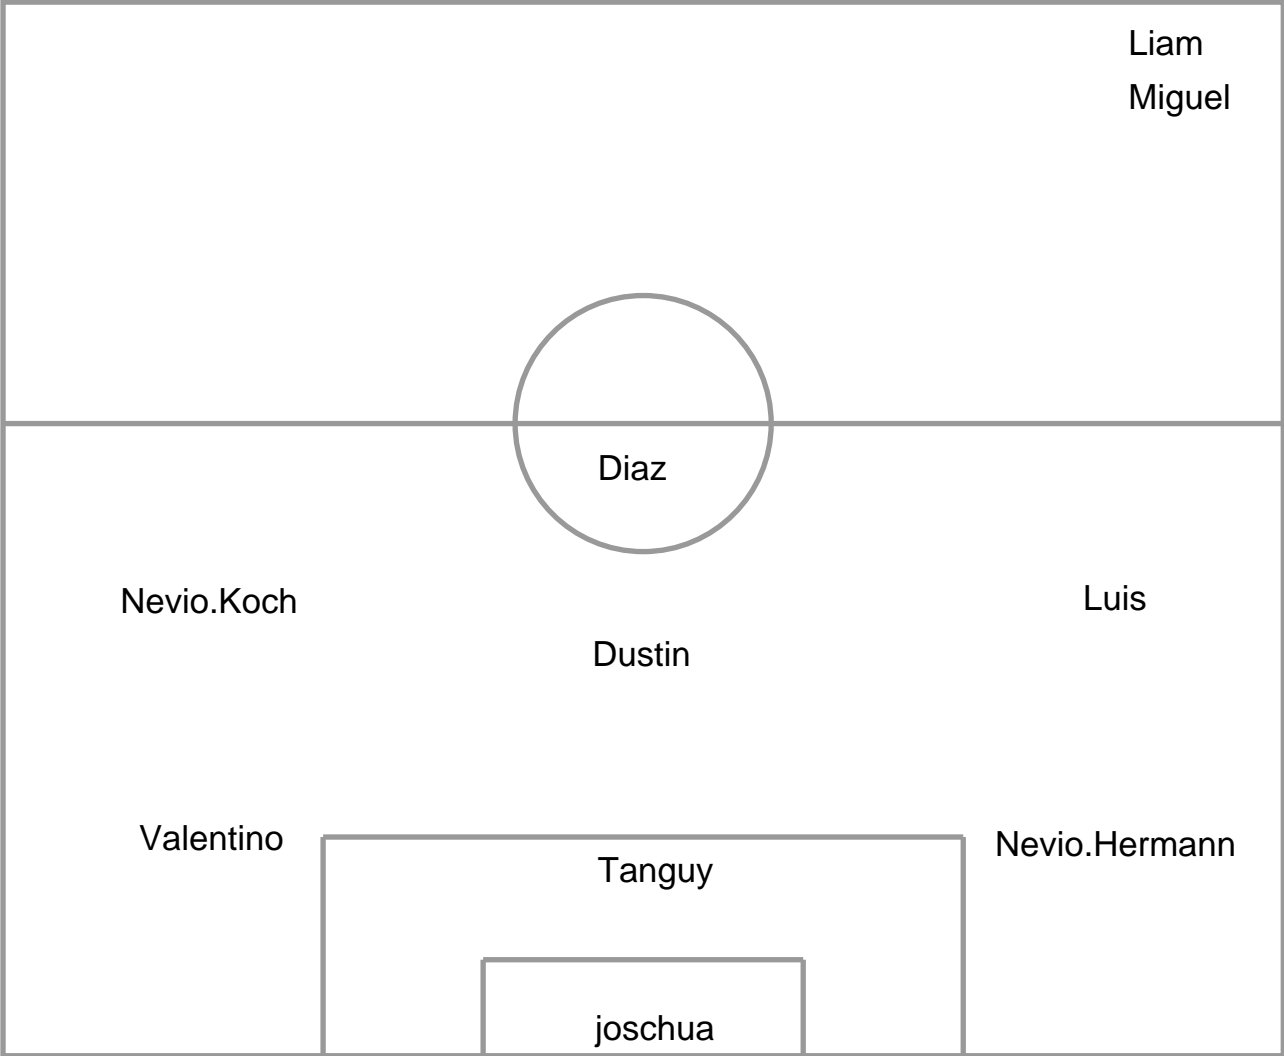 Liam
Miguel
Diaz
Nevio.Koch
Luis
Dustin
Valentino
Nevio.Hermann
Tanguy
joschua